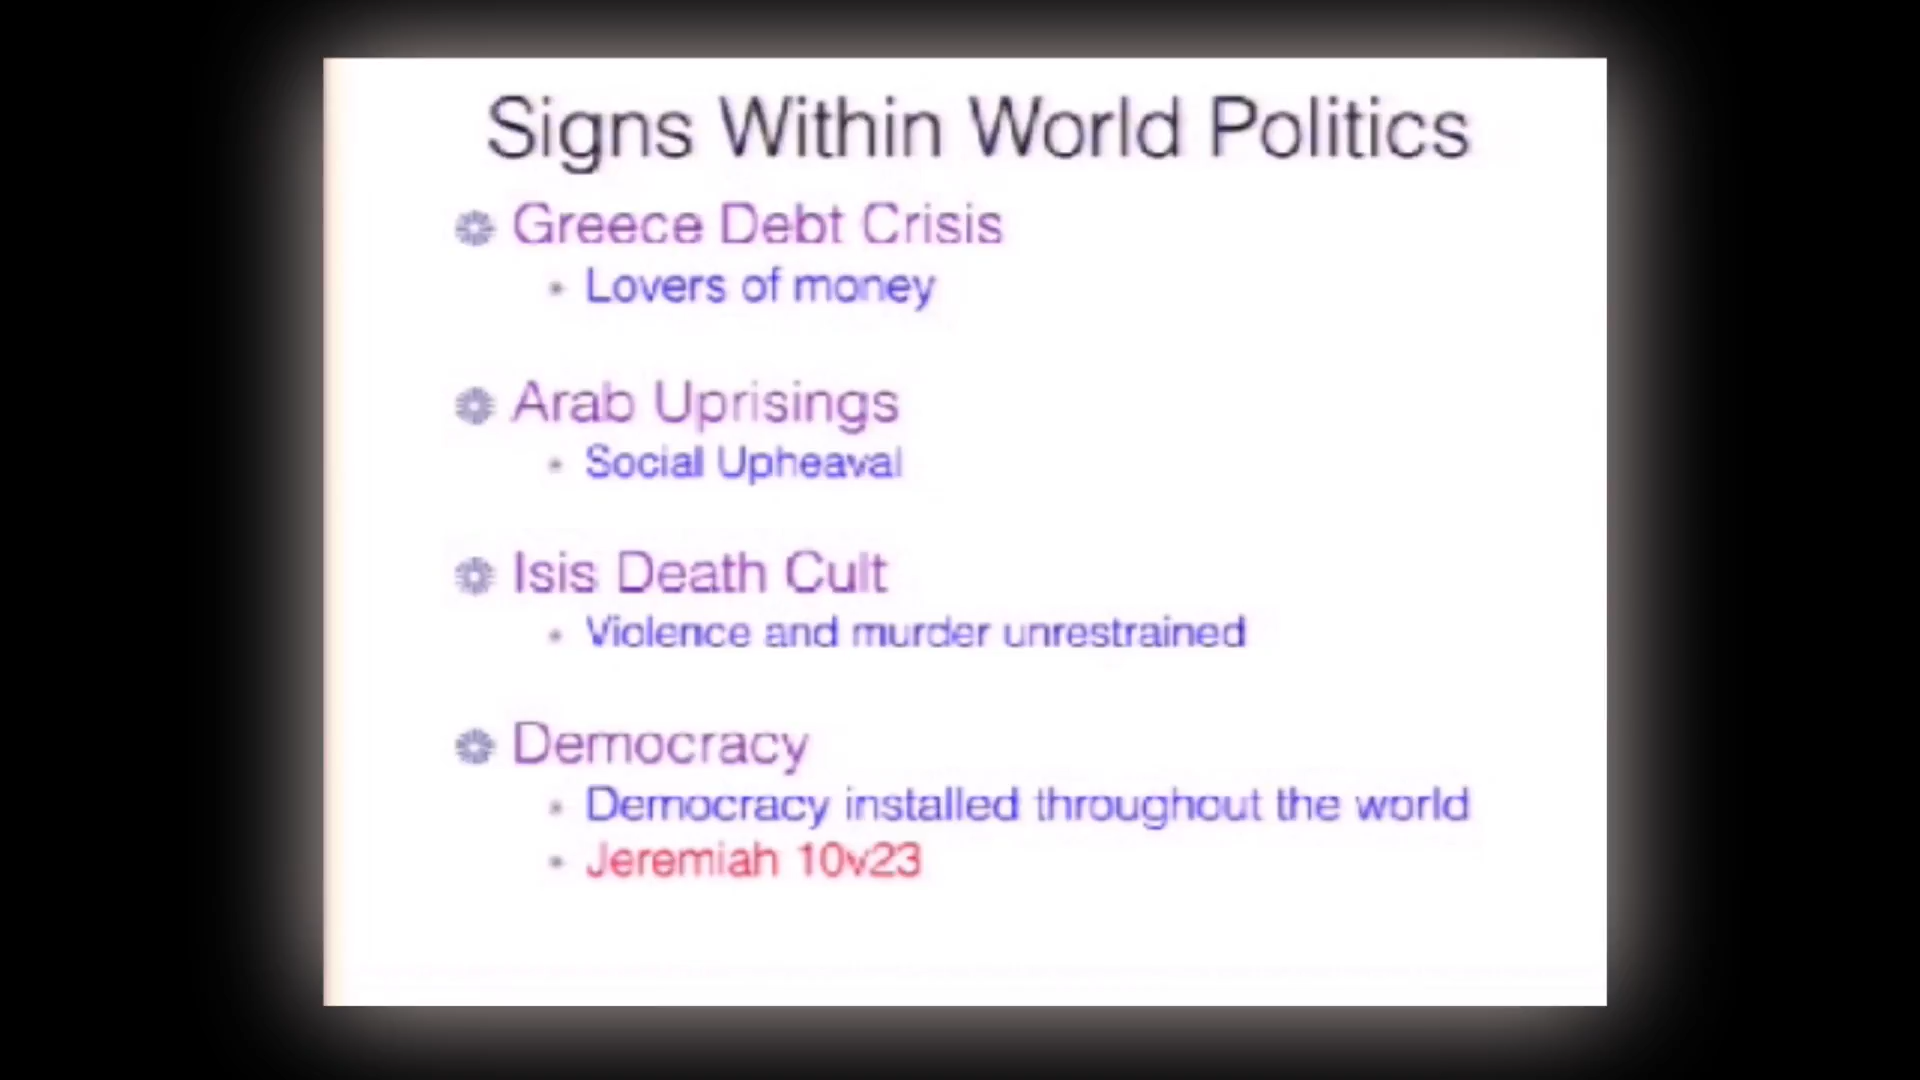 Signs Within World Politics
Greece Debt Crisis
Lovers of money
Arab Uprisings
Social Upheaval
Isis Death Cult
Violence and murder unrestrained
Democracy
Democracy installed throughout the world
Jeremiah 10v23